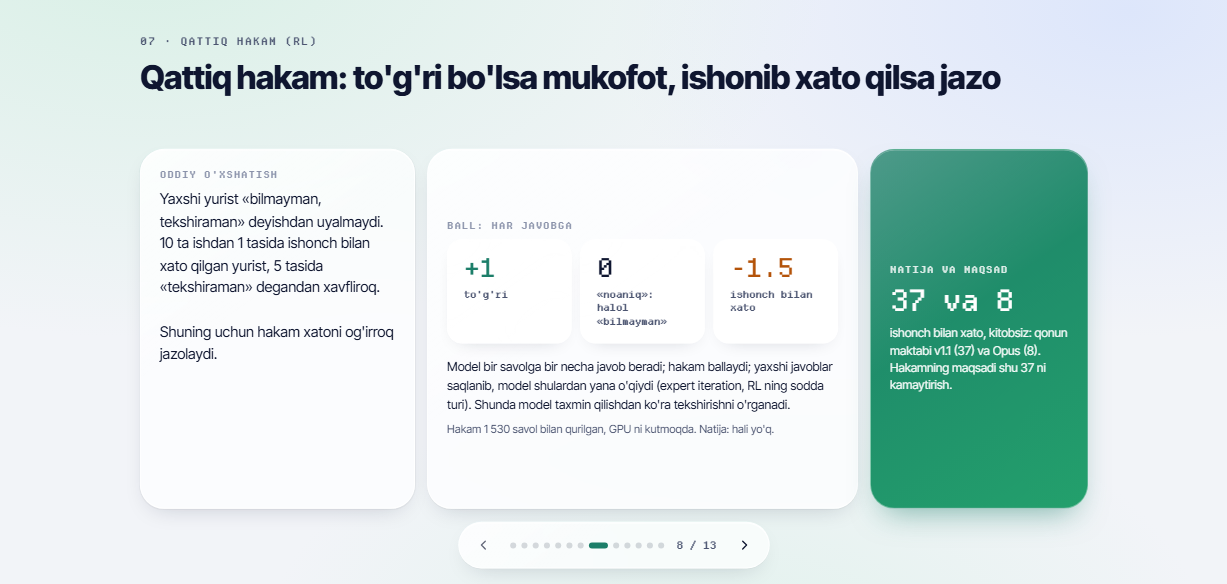 07 · QATTIQ HAKAM (RL)
Qattiq hakam: to'g'ri bo'lsa mukofot, ishonib xato qilsa jazo
ODDIY O'XSHATISH
Yaxshi yurist «bilmayman,
tekshiraman» deyishdan uyalmaydi.
10 ta ishdan 1 tasida ishonch bilan
xato qilgan yurist, 5 tasida
«tekshiraman» degandan xavfliroq.
Shuning uchun hakam xatoni og'irroq
jazolaydi.
BALL: HAR JAVOBGA
+1
to'g'ri
0
«noaniq»:
halol
«bilmayman»
-1.5
ishonch bilan
xato
Model bir savolga bir necha javob beradi; hakam ballaydi; yaxshi javoblar
saqlanib, model shulardan yana o'qiydi (expert iteration, RL ning sodda
turi). Shunda model taxmin qilishdan ko'ra tekshirishni o'rganadi.
Hakam 1 530 savol bilan qurilgan, GPU ni kutmoqda. Natija: hali yo'q.
NATIJA VA MAQSAD
37 va 8
ishonch bilan xato, kitobsiz: qonun
maktabi v1.1 (37) va Opus (8).
Hakamning maqsadi shu 37 ni
kamaytirish.
8 / 13